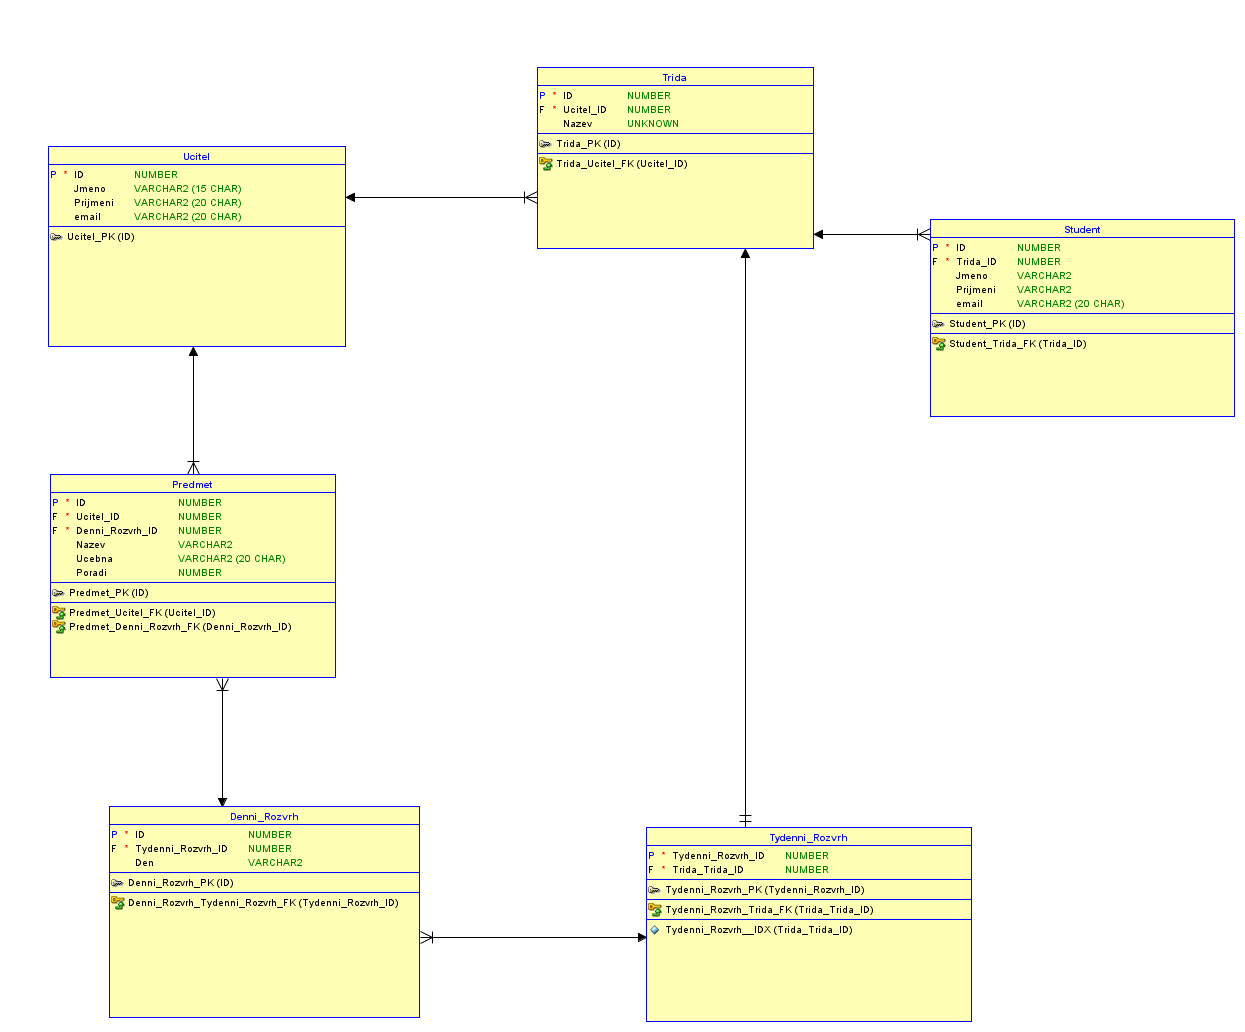 Trida
P * ID NUMBER
F * Ucitel_ID NUMBER
Nazev UNKNOWN
Trida_PK (ID)
Trida_Ucitel_FK (Ucitel_ID)
Ucitel
P * ID NUMBER
Jmeno VARCHAR2 (15 CHAR)
Prijmeni VARCHAR2 (20 CHAR)
email VARCHAR2 (20 CHAR)
Ucitel_PK (ID)
Student
P * ID NUMBER
F * Trida_ID NUMBER
Jmeno VARCHAR2
Prijmeni VARCHAR2
email VARCHAR2 (20 CHAR)
Student_PK (ID)
Student_Trida_FK (Trida_ID)
Predmet
P * ID NUMBER
F * Ucitel_ID NUMBER
F * Denni_Rozvrh_ID NUMBER
Nazev VARCHAR2
Ucebna VARCHAR2 (20 CHAR)
Poradi NUMBER
Predmet_PK (ID)
Predmet_Ucitel_FK (Ucitel_ID)
Predmet_Denni_Rozvrh_FK (Denni_Rozvrh_ID)
Denni_Rozvrh
P * ID NUMBER
F * Tydenni_Rozvrh_ID NUMBER
Den VARCHAR2
Denni_Rozvrh_PK (ID)
Denni_Rozvrh_Tydenni_Rozvrh_FK (Tydenni_Rozvrh_ID)
Tydenni_Rozvrh
P * Tydenni_Rozvrh_ID NUMBER
F * Trida_Trida_ID NUMBER
Tydenni_Rozvrh_PK (Tydenni_Rozvrh_ID)
Tydenni_Rozvrh_Trida_FK (Trida_Trida_ID)
Tydenni_Rozvrh__IDX (Trida_Trida_ID)